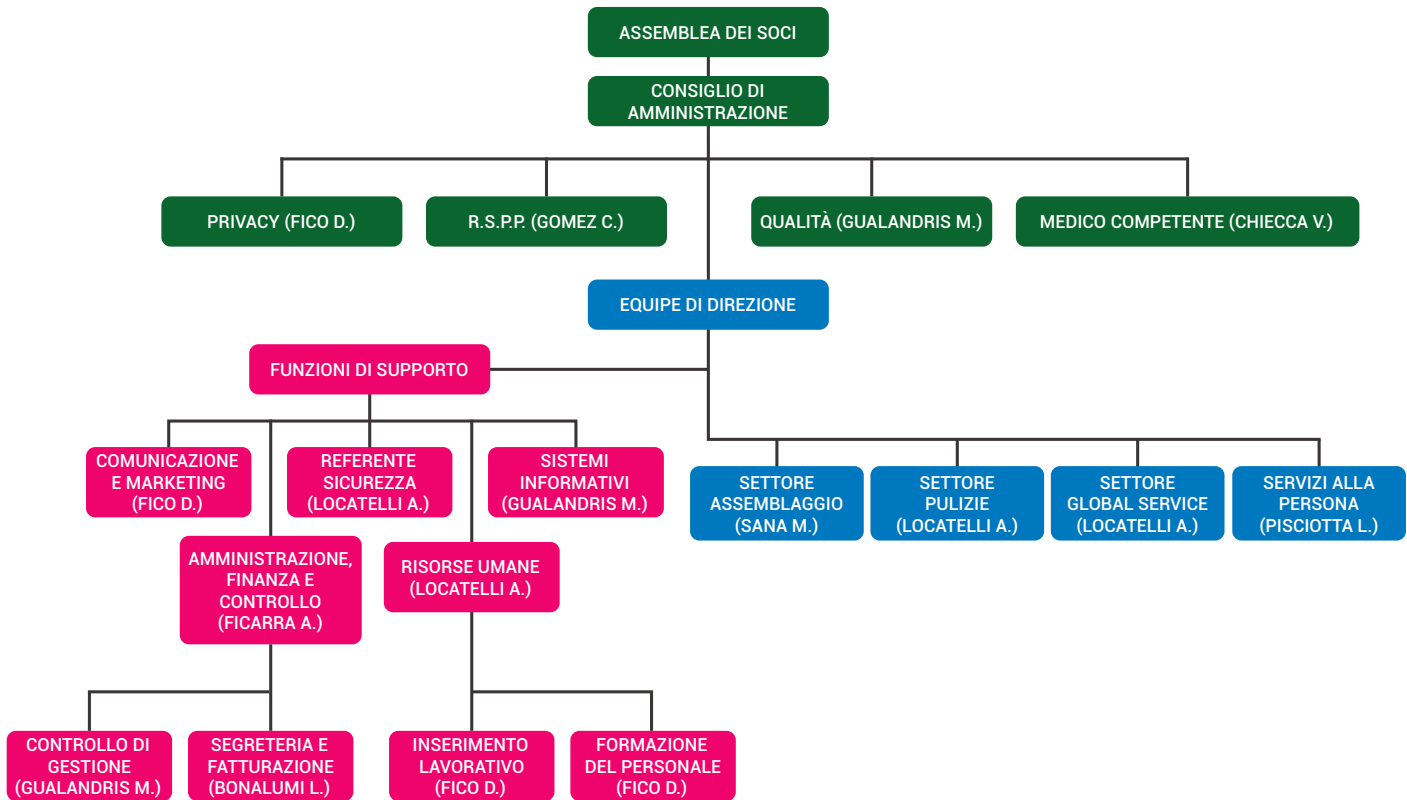 ASSEMBLEA DEI SOCI
CONSIGLIO DI
AMMINISTRAZIONE
PRIVACY (FICO D.)
R.S.P.P. (GOMEZ C.)
QUALITÀ (GUALANDRIS M.)
MEDICO COMPETENTE (CHIECCA V.)
EQUIPE DI DIREZIONE
FUNZIONI DI SUPPORTO
COMUNICAZIONE
E MARKETING
(FICO D.)
REFERENTE
SICUREZZA
(LOCATELLI A.)
SISTEMI
INFORMATIVI
(GUALANDRIS M.)
SETTORE
ASSEMBLAGGIO
(SANA M.)
SETTORE
PULIZIE
(LOCATELLI A.)
SETTORE
GLOBAL SERVICE
(LOCATELLI A.)
SERVIZI ALLA
PERSONA
(PISCIOTTA L.)
AMMINISTRAZIONE,
FINANZA E
CONTROLLO
(FICARRA A.)
RISORSE UMANE
(LOCATELLI A.)
CONTROLLO DI
GESTIONE
(GUALANDRIS M.)
SEGRETERIA E
FATTURAZIONE
(BONALUMI L.)
INSERIMENTO
LAVORATIVO
(FICO D.)
FORMAZIONE
DEL PERSONALE
(FICO D.)